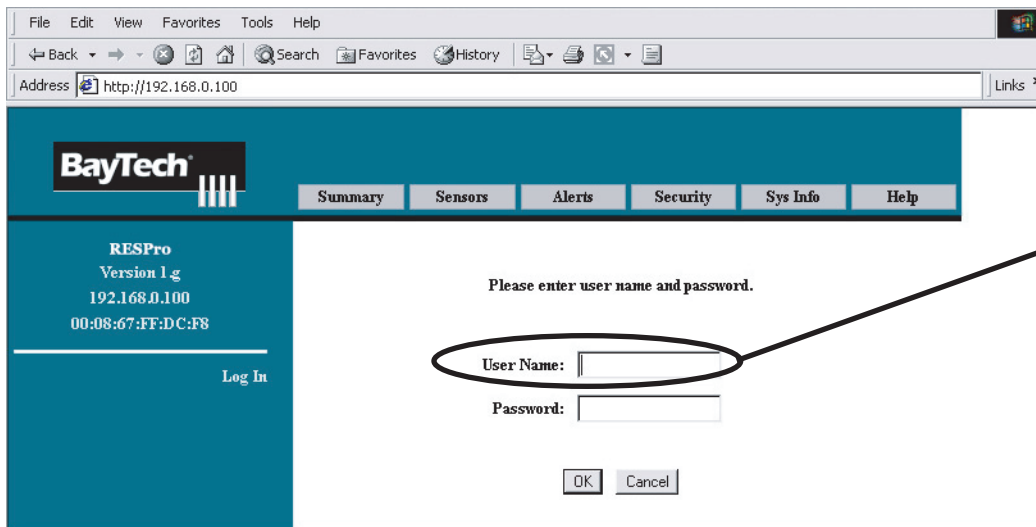 File Edit View Favorites Tools Help
Back Search Favorites History
Address http://192.168.0.100 Links
BayTech
Summary Sensors Alerts Security Sys Info Help
RESPro
Version 1.g
192.168.0.100
00:08:67:FF:DC:F8
Log In
Please enter user name and password.
User Name:
Password:
OK Cancel